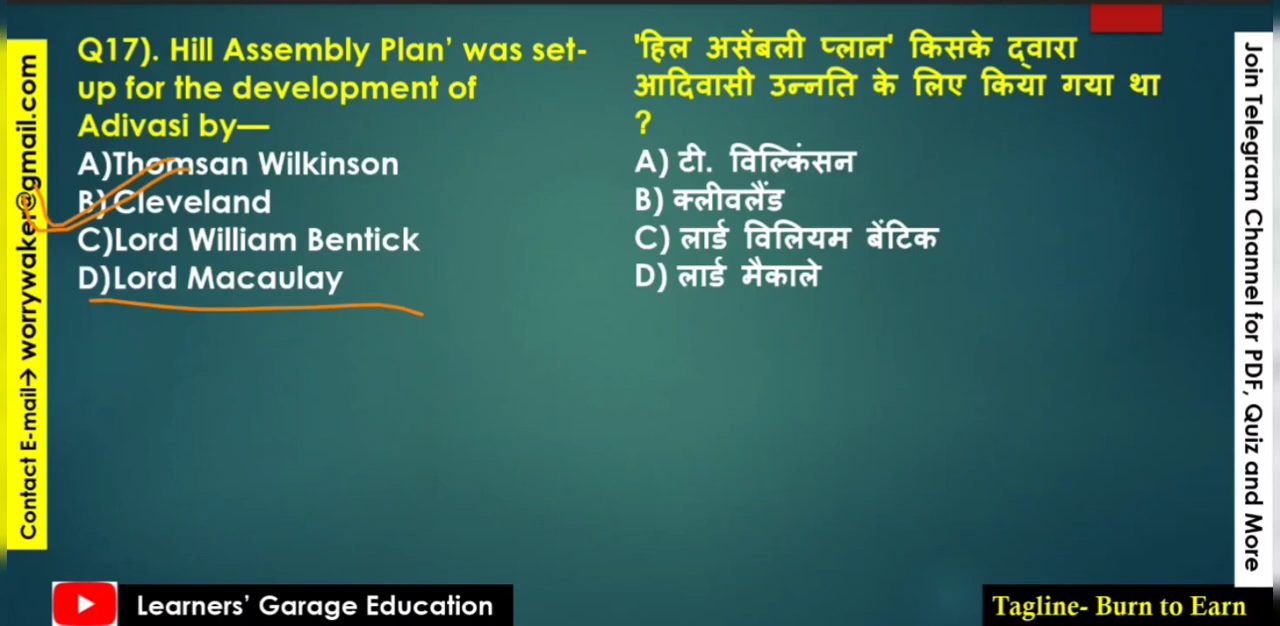 Q17). Hill Assembly Plan’ was set-
up for the development of
Adivasi by—
A)Thomsan Wilkinson
B) Cleveland
C)Lord William Bentick
D)Lord Macaulay
'हिल असेंबली प्लान' किसके द्वारा
आदिवासी उन्नति के लिए किया गया था
?
A) टी. विल्किंसन
B) क्लीवलैंड
C) लार्ड विलियम बेंटिक
D) लार्ड मैकाले
Contact E-mail→ worrywaker@gmail.com
Join Telegram Channel for PDF, Quiz and More
Learners’ Garage Education
Tagline- Burn to Earn